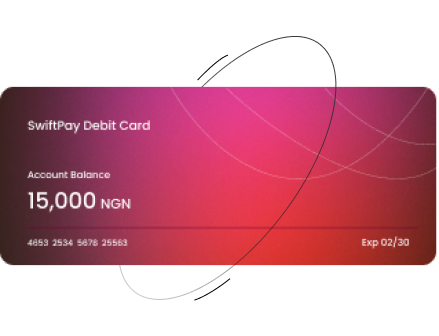 SwiftPay Debit Card
Account Balance
15,000 NGN
4653 2534 5678 25563
Exp 02/30